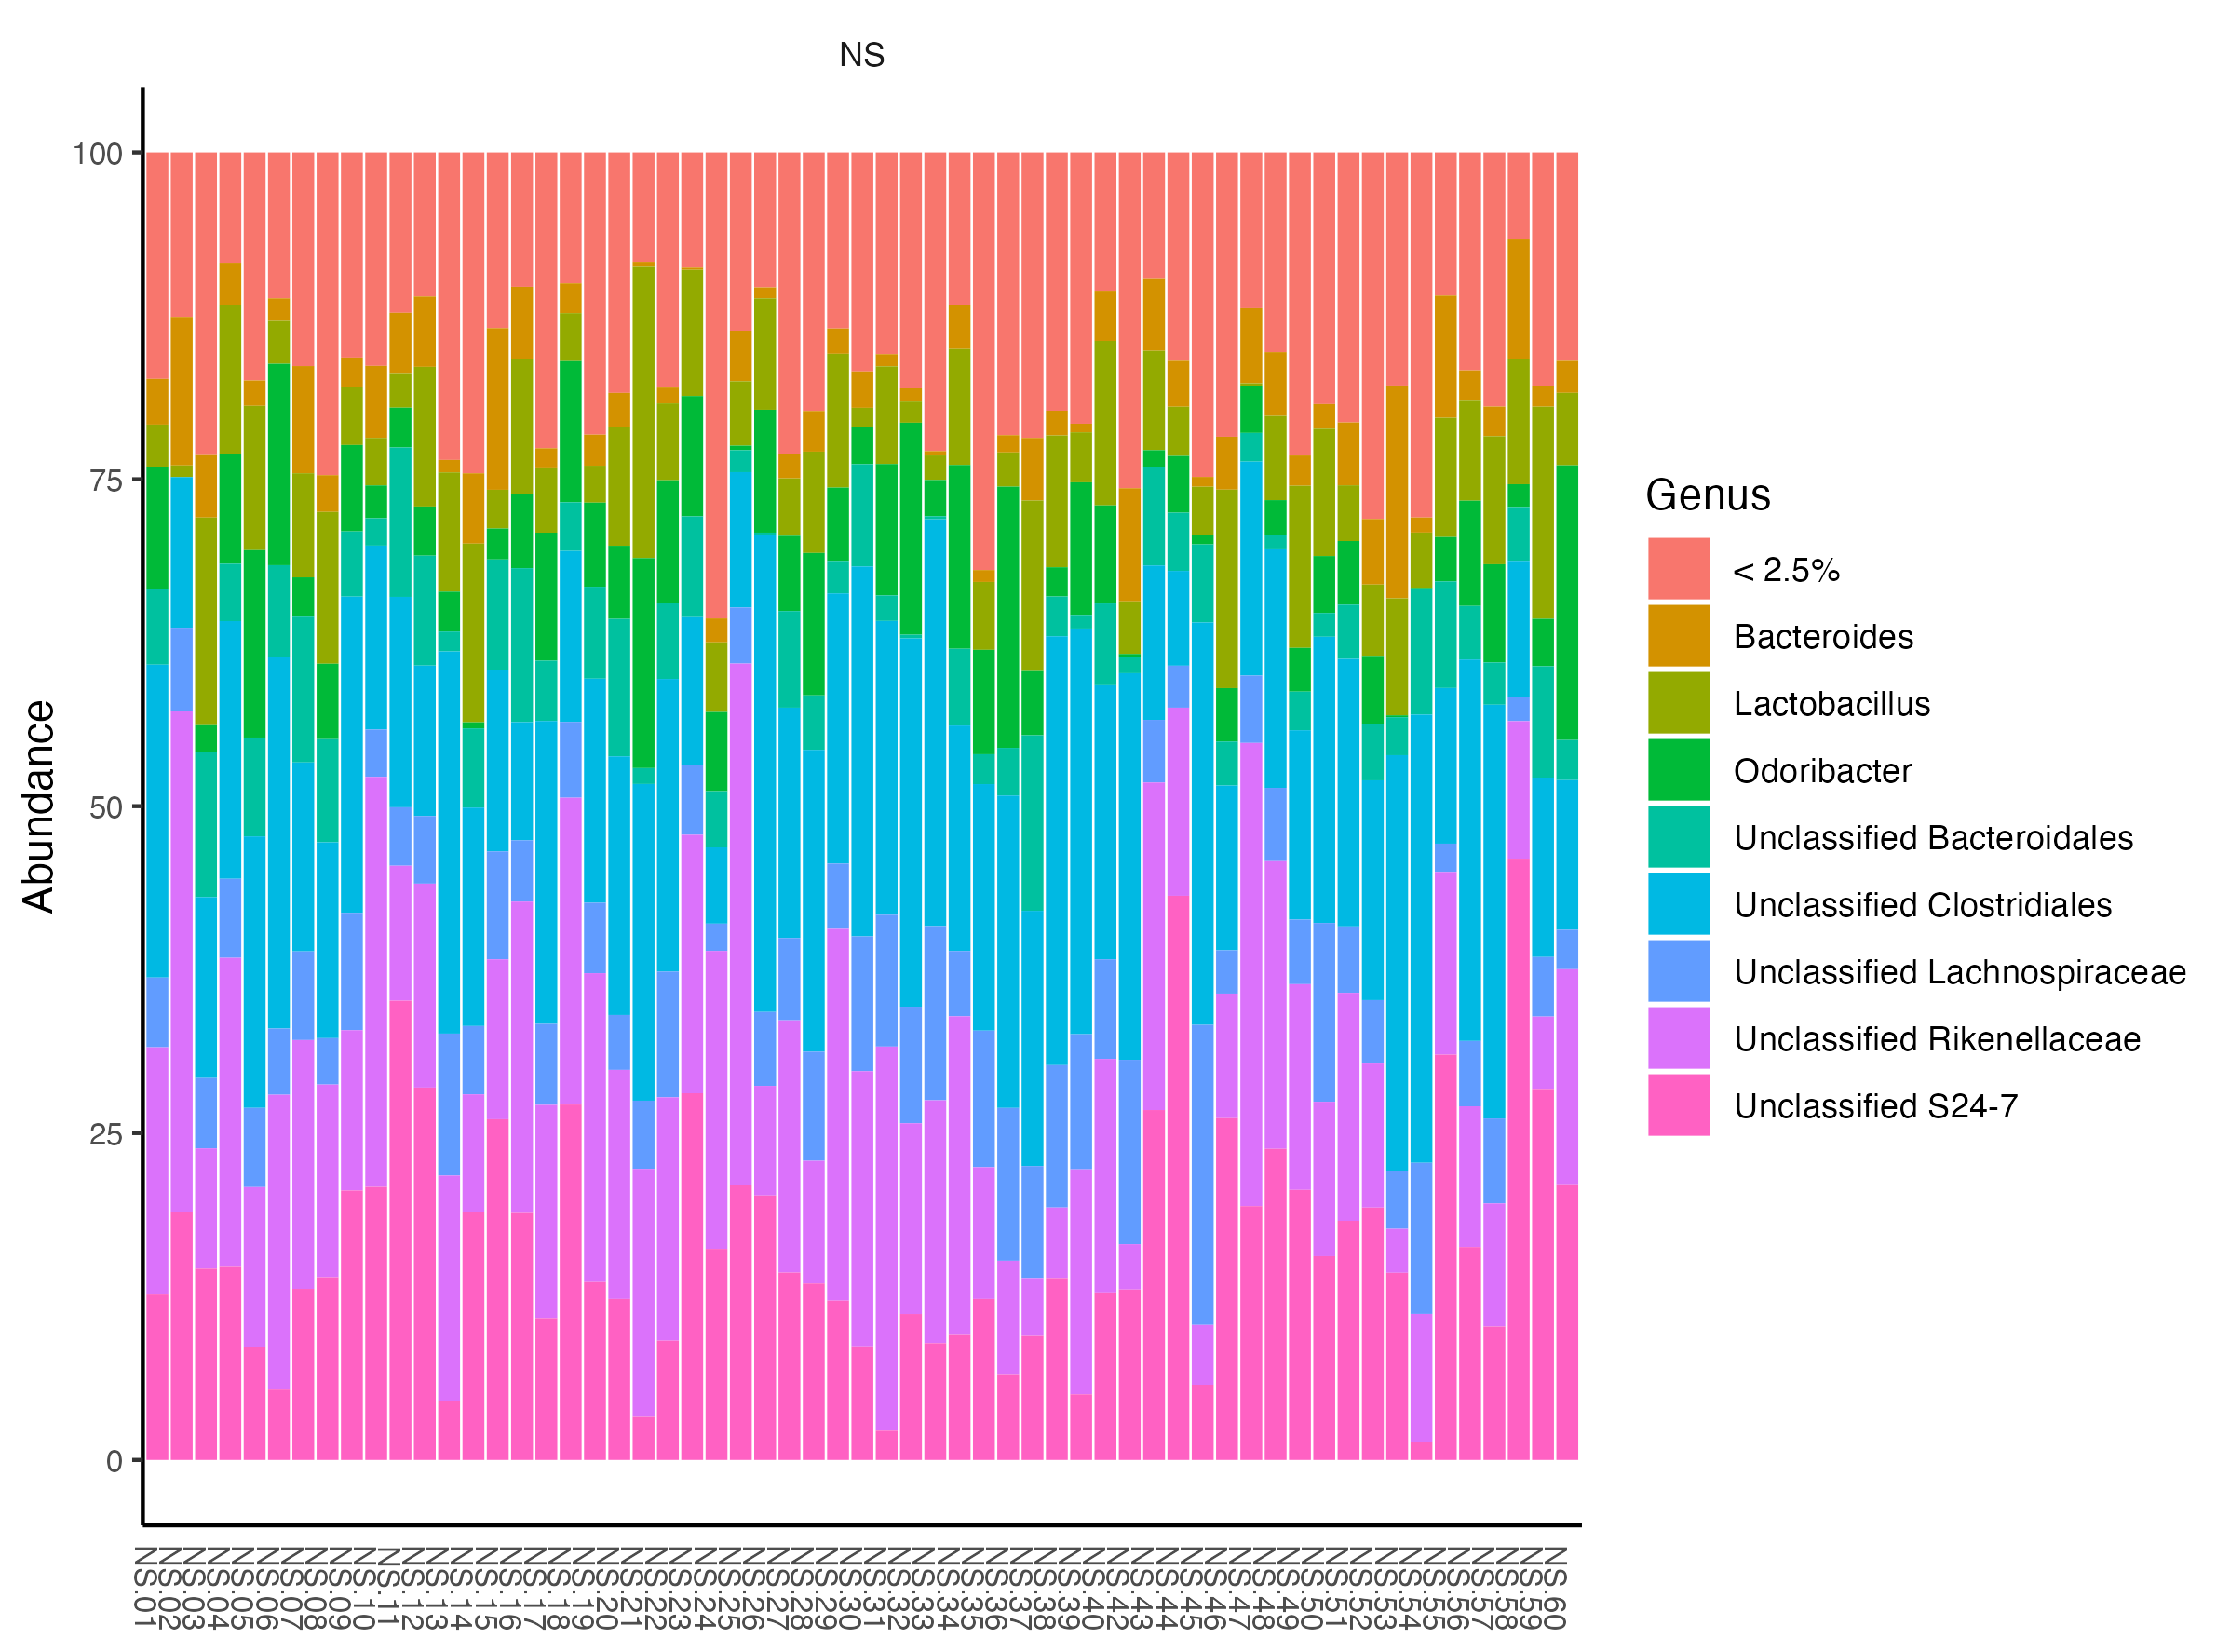 NS
Abundance
100
75
50
25
0
NS.01
NS.02
NS.03
NS.04
NS.05
NS.06
NS.07
NS.08
NS.09
NS.10
NS.11
NS.12
NS.13
NS.14
NS.15
NS.16
NS.17
NS.18
NS.19
NS.20
NS.21
NS.22
NS.23
NS.24
NS.25
NS.26
NS.27
NS.28
NS.29
NS.30
NS.31
NS.32
NS.33
NS.34
NS.35
NS.36
NS.37
NS.38
NS.39
NS.40
NS.42
NS.43
NS.44
NS.45
NS.46
NS.47
NS.48
NS.49
NS.50
NS.51
NS.52
NS.53
NS.54
NS.55
NS.56
NS.57
NS.58
NS.59
NS.60
Genus
< 2.5%
Bacteroides
Lactobacillus
Odoribacter
Unclassified Bacteroidales
Unclassified Clostridiales
Unclassified Lachnospiraceae
Unclassified Rikenellaceae
Unclassified S24-7